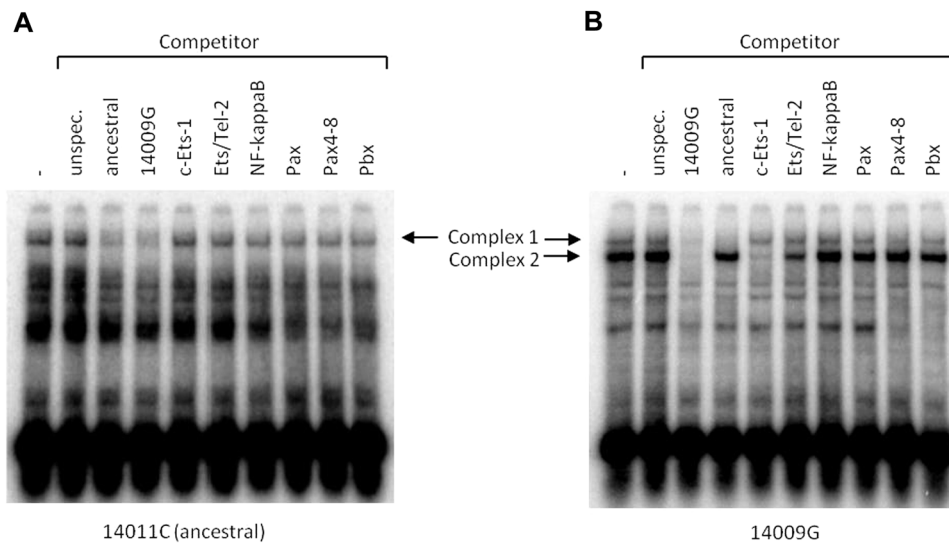 A
Competitor
-
unspec.
ancestral
14009G
c-Ets-1
Ets/Tel-2
NF-kappaB
Pax
Pax4-8
Pbx
14011C (ancestral)
Complex 1
Complex 2
B
Competitor
-
unspec.
14009G
ancestral
c-Ets-1
Ets/Tel-2
NF-kappaB
Pax
Pax4-8
Pbx
14009G